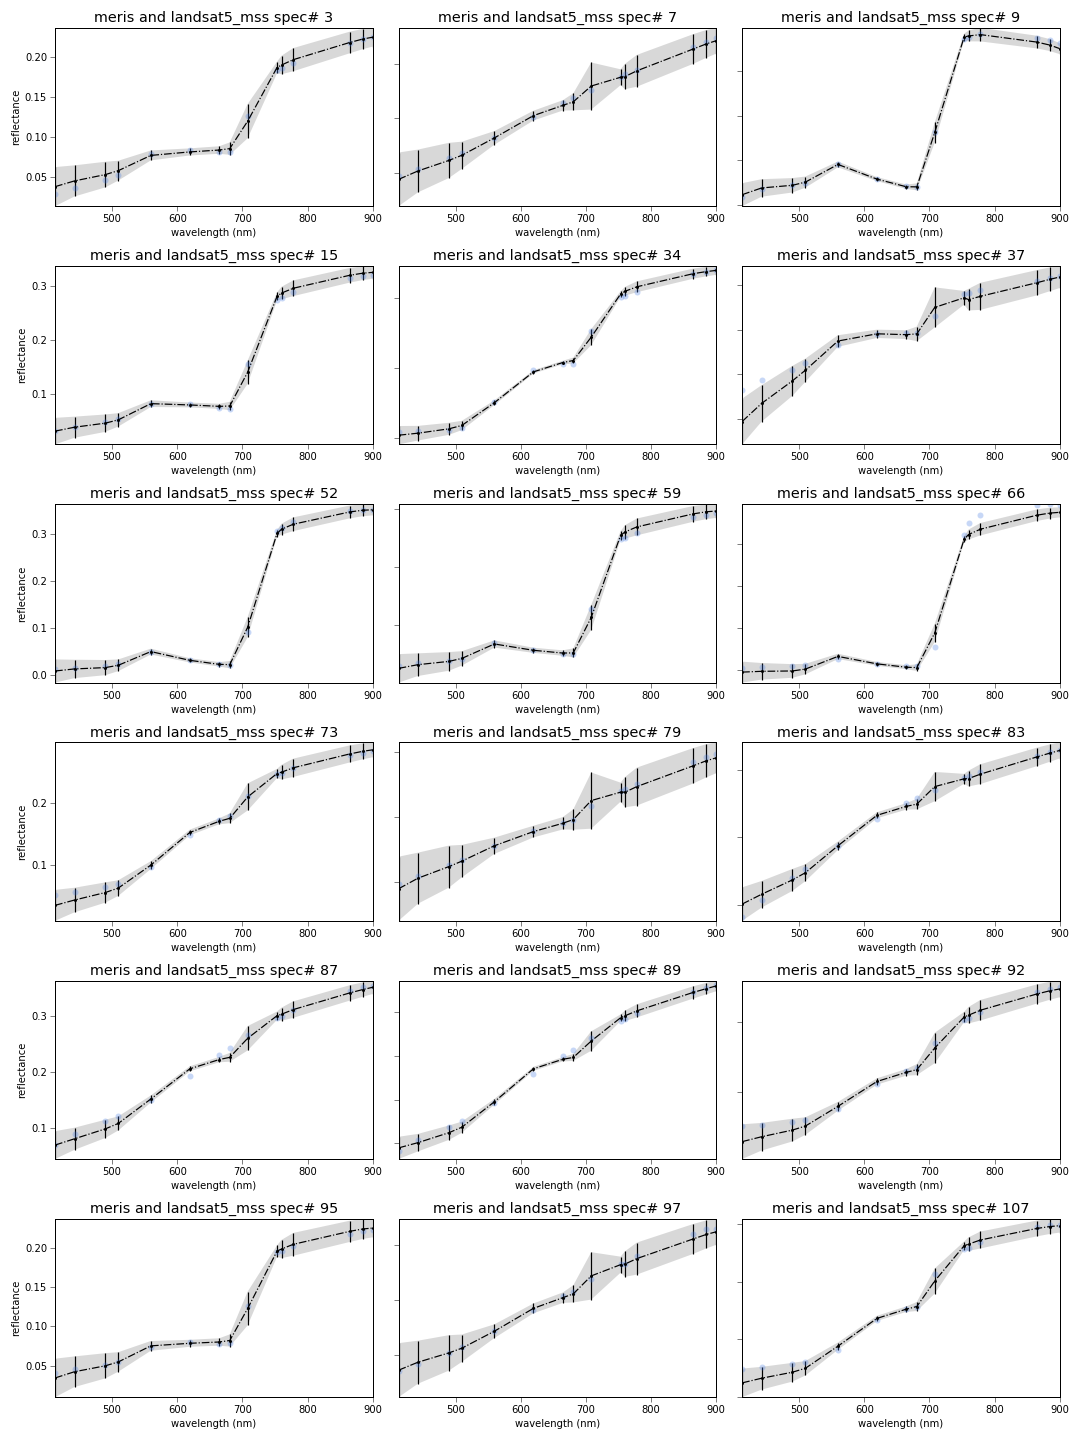 meris and landsat5_mss spec# 3
meris and landsat5_mss spec# 7
meris and landsat5_mss spec# 9
0.20
0.15
0.10
0.05
reflectance
500 600 700 800 900
500 600 700 800 900
500 600 700 800 900
wavelength (nm)
wavelength (nm)
wavelength (nm)
meris and landsat5_mss spec# 15
meris and landsat5_mss spec# 34
meris and landsat5_mss spec# 37
0.3
0.2
0.1
reflectance
500 600 700 800 900
500 600 700 800 900
500 600 700 800 900
wavelength (nm)
wavelength (nm)
wavelength (nm)
meris and landsat5_mss spec# 52
meris and landsat5_mss spec# 59
meris and landsat5_mss spec# 66
0.3
0.2
0.1
0.0
reflectance
500 600 700 800 900
500 600 700 800 900
500 600 700 800 900
wavelength (nm)
wavelength (nm)
wavelength (nm)
meris and landsat5_mss spec# 73
meris and landsat5_mss spec# 79
meris and landsat5_mss spec# 83
0.2
0.1
reflectance
500 600 700 800 900
500 600 700 800 900
500 600 700 800 900
wavelength (nm)
wavelength (nm)
wavelength (nm)
meris and landsat5_mss spec# 87
meris and landsat5_mss spec# 89
meris and landsat5_mss spec# 92
0.3
0.2
0.1
reflectance
500 600 700 800 900
500 600 700 800 900
500 600 700 800 900
wavelength (nm)
wavelength (nm)
wavelength (nm)
meris and landsat5_mss spec# 95
meris and landsat5_mss spec# 97
meris and landsat5_mss spec# 107
0.20
0.15
0.10
0.05
reflectance
500 600 700 800 900
500 600 700 800 900
500 600 700 800 900
wavelength (nm)
wavelength (nm)
wavelength (nm)